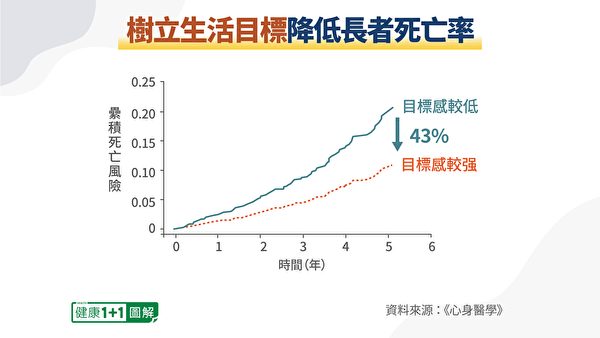 樹立生活目標降低長者死亡率
0.25
0.20
0.15
0.10
0.05
0
累積死亡風險
目標感較低
43%
目標感較强
0 1 2 3 4 5 6
時間(年)
健康1+1 圖解
資料來源:《心身醫學》